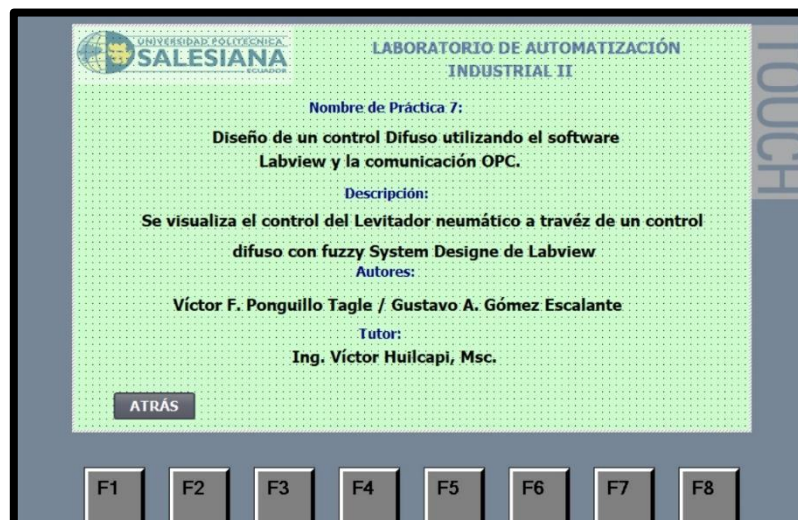 UNIVERSIDAD POLITÉCNICA
SALESIANA
ECUADOR
LABORATORIO DE AUTOMATIZACIÓN
INDUSTRIAL II
TOUCH
Nombre de Práctica 7:
Diseño de un control Difuso utilizando el software
Labview y la comunicación OPC.
Descripción:
Se visualiza el control del Levitador neumático a travéz de un control
difuso con fuzzy System Designe de Labview
Autores:
Víctor F. Ponguillo Tagle / Gustavo A. Gómez Escalante
Tutor:
Ing. Víctor Huilcapi, Msc.
ATRÁS
F1 F2 F3 F4 F5 F6 F7 F8